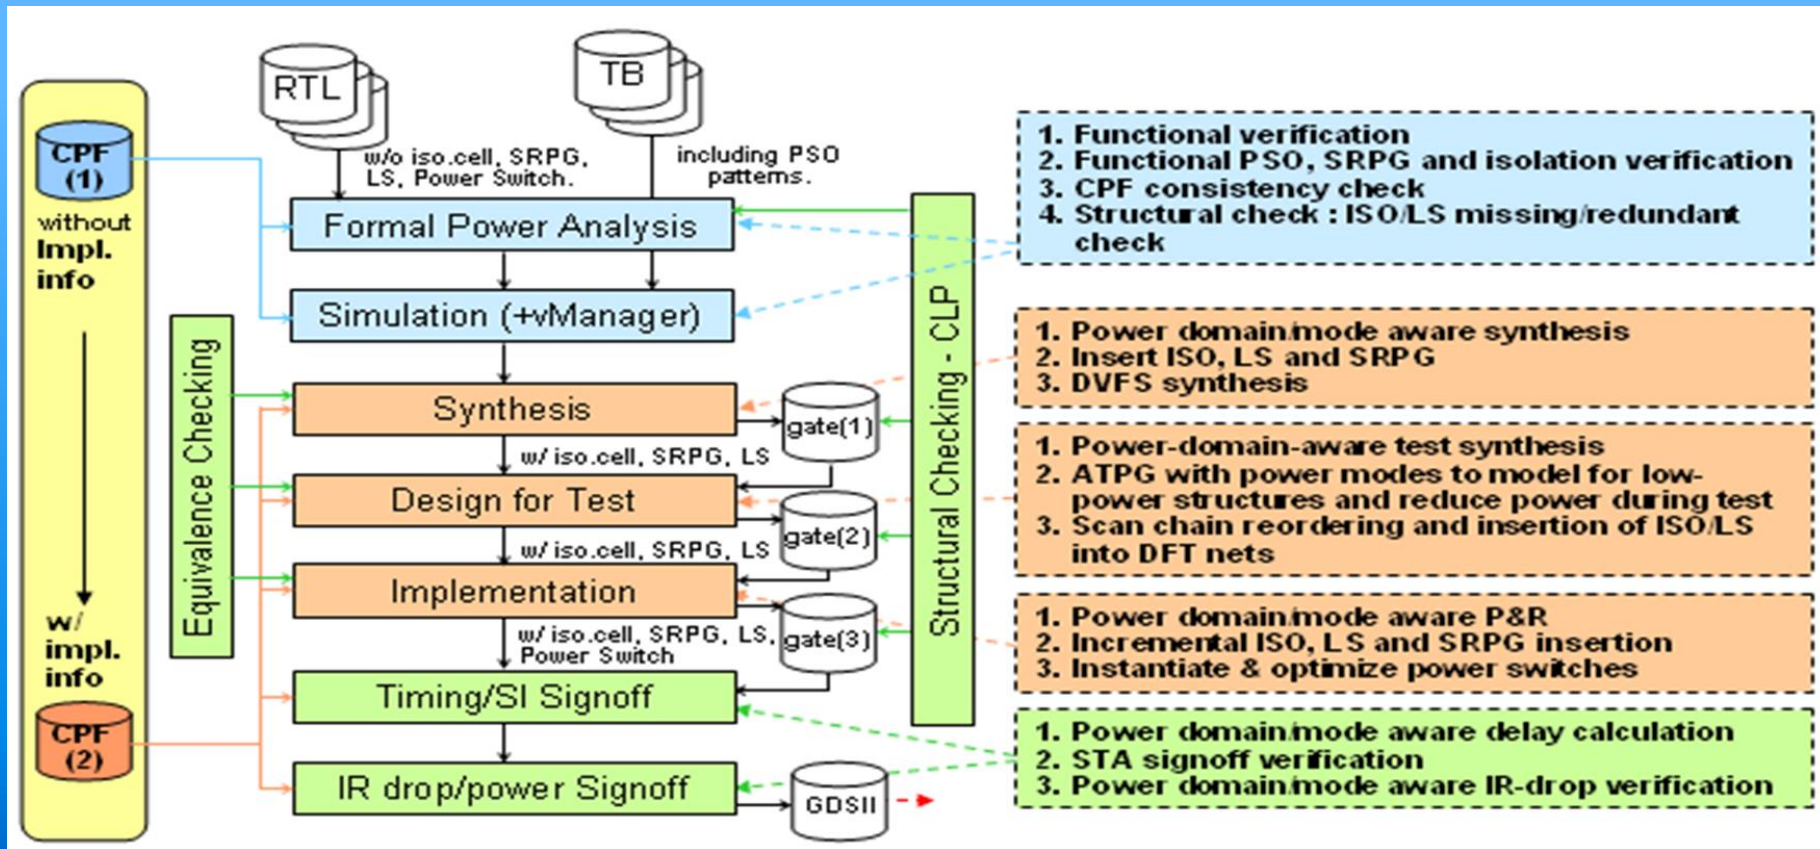 RTL
TB
w/o iso.cell, SRPG,
LS, Power Switch.
including PSO
patterns.
CPF
(1)
without
Impl.
info
w/
impl.
info
CPF
(2)
Formal Power Analysis
Simulation (+vManager)
Equivalence Checking
Synthesis
gate(1)
w/ iso.cell, SRPG, LS
Design for Test
gate(2)
w/ iso.cell, SRPG, LS
Implementation
gate(3)
w/ iso.cell, SRPG, LS,
Power Switch
Timing/SI Signoff
IR drop/power Signoff
GDSII
Structural Checking - CLP
1. Functional verification
2. Functional PSO, SRPG and isolation verification
3. CPF consistency check
4. Structural check : ISO/LS missing/redundant
check
1. Power domain/mode aware synthesis
2. Insert ISO, LS and SRPG
3. DVFS synthesis
1. Power-domain-aware test synthesis
2. ATPG with power modes to model for low-
power structures and reduce power during test
3. Scan chain reordering and insertion of ISO/LS
into DFT nets
1. Power domain/mode aware P&R
2. Incremental ISO, LS and SRPG insertion
3. Instantiate & optimize power switches
1. Power domain/mode aware delay calculation
2. STA signoff verification
3. Power domain/mode aware IR-drop verification